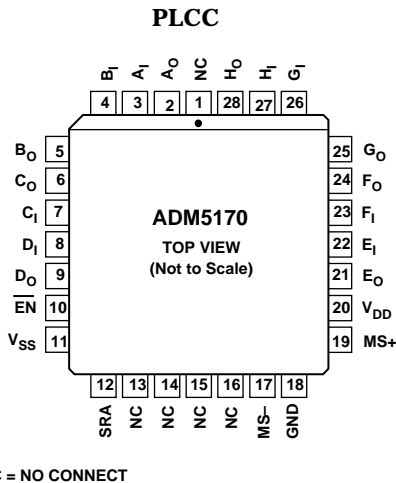 PLCC
B_I A_I A_O NC H_O H_I G_I
4 3 2 1 28 27 26
B_O 5 25 G_O
C_O 6 24 F_O
C_I 7 ADM5170 23 F_I
D_I 8 TOP VIEW 22 E_I
D_O 9 (Not to Scale) 21 E_O
E̅N̅ 10 20 V_DD
V_SS 11 19 MS+
12 13 14 15 16 17 18
SRA NC NC NC NC MS– GND
C = NO CONNECT